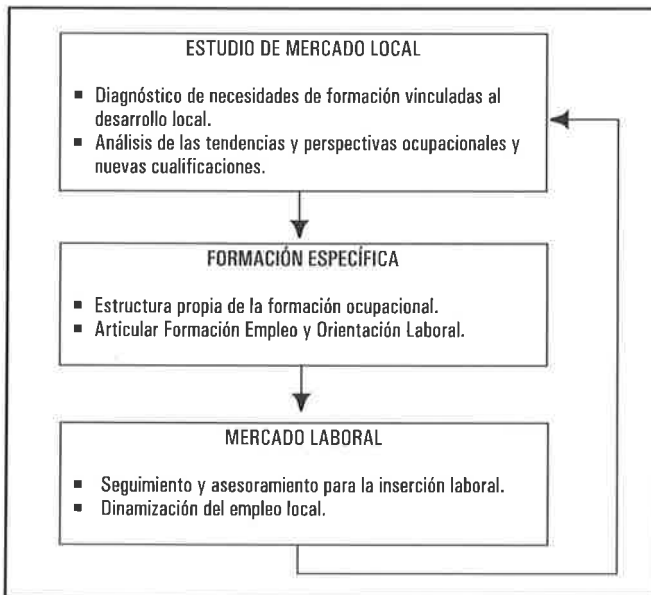 ESTUDIO DE MERCADO LOCAL
▪ Diagnóstico de necesidades de formación vinculadas al
desarrollo local.
▪ Análisis de las tendencias y perspectivas ocupacionales y
nuevas cualificaciones.
FORMACIÓN ESPECÍFICA
▪ Estructura propia de la formación ocupacional.
▪ Articular Formación Empleo y Orientación Laboral.
MERCADO LABORAL
▪ Seguimiento y asesoramiento para la inserción laboral.
▪ Dinamización del empleo local.